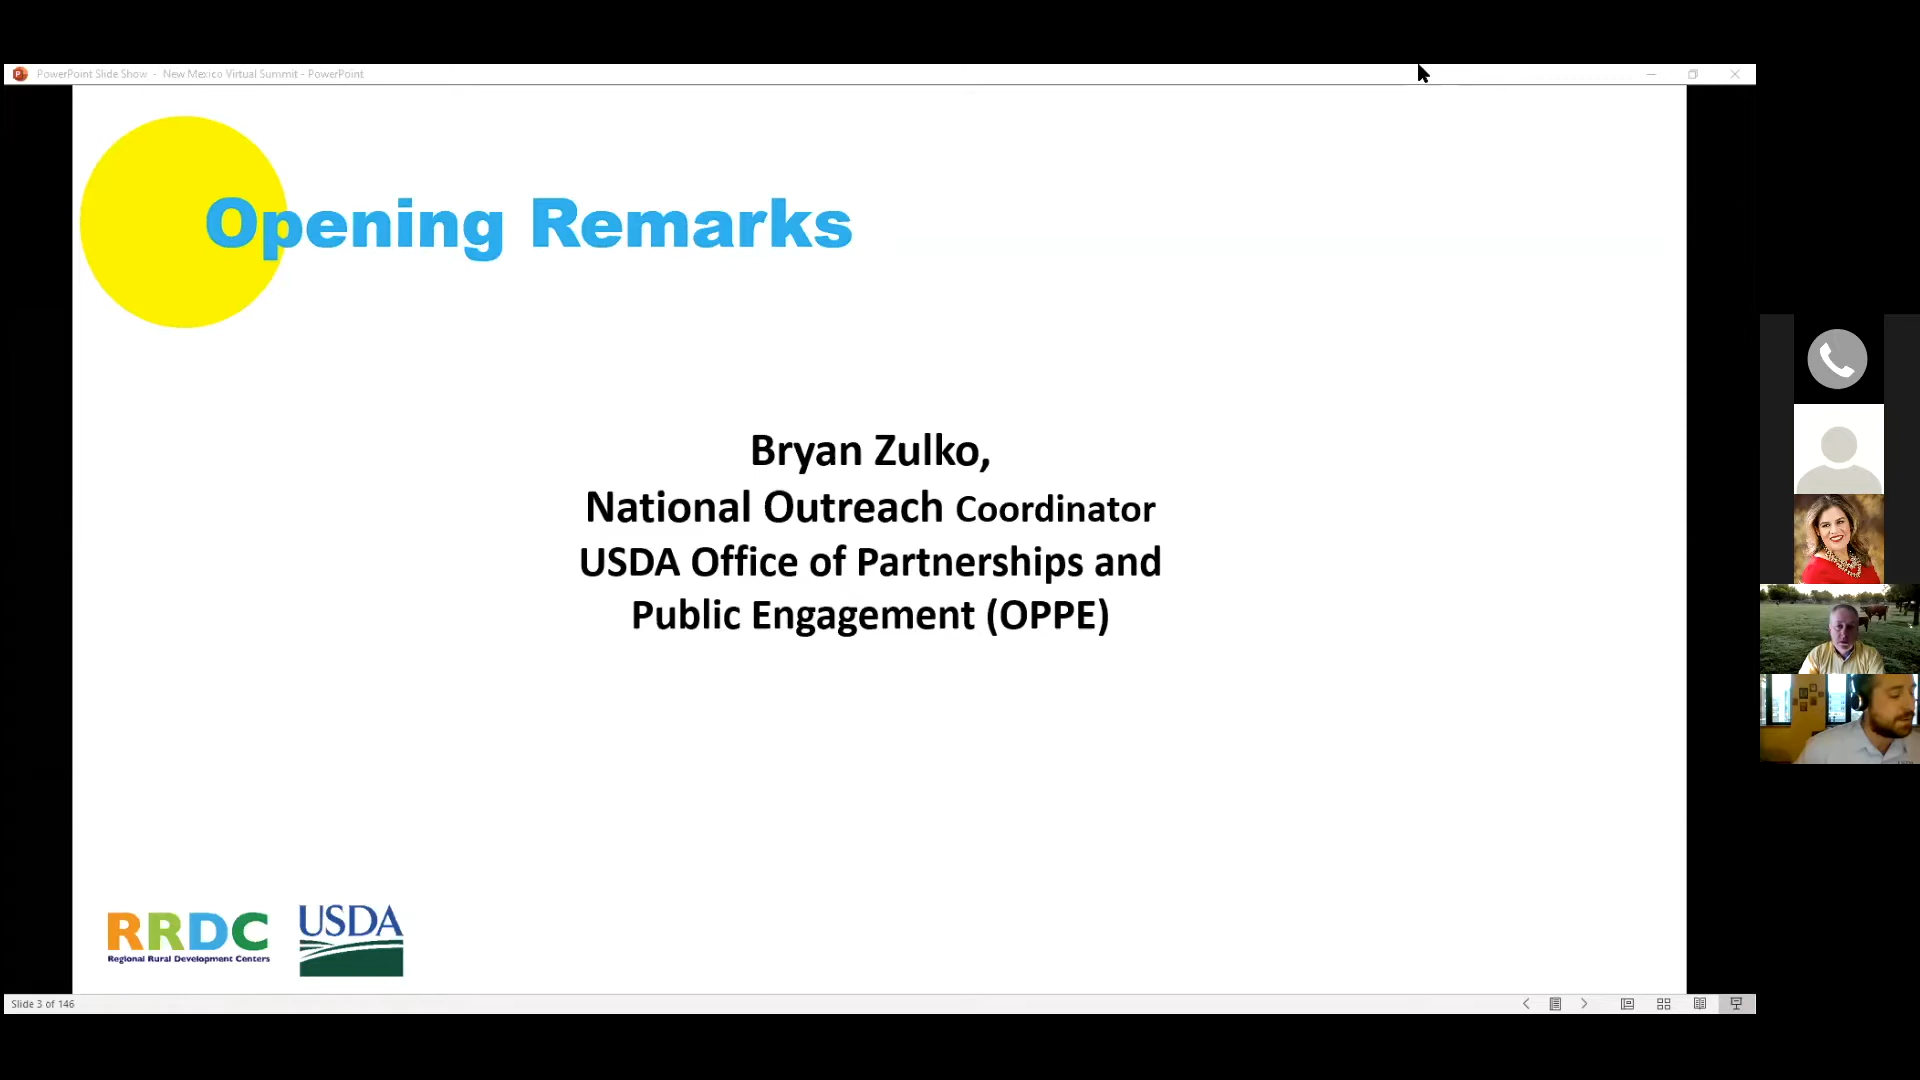 PowerPoint Slide Show - New Mexico Virtual Summit - PowerPoint
Opening Remarks
Bryan Zulko,
National Outreach Coordinator
USDA Office of Partnerships and
Public Engagement (OPPE)
RRDC
Regional Rural Development Centers
USDA
Slide 3 of 146